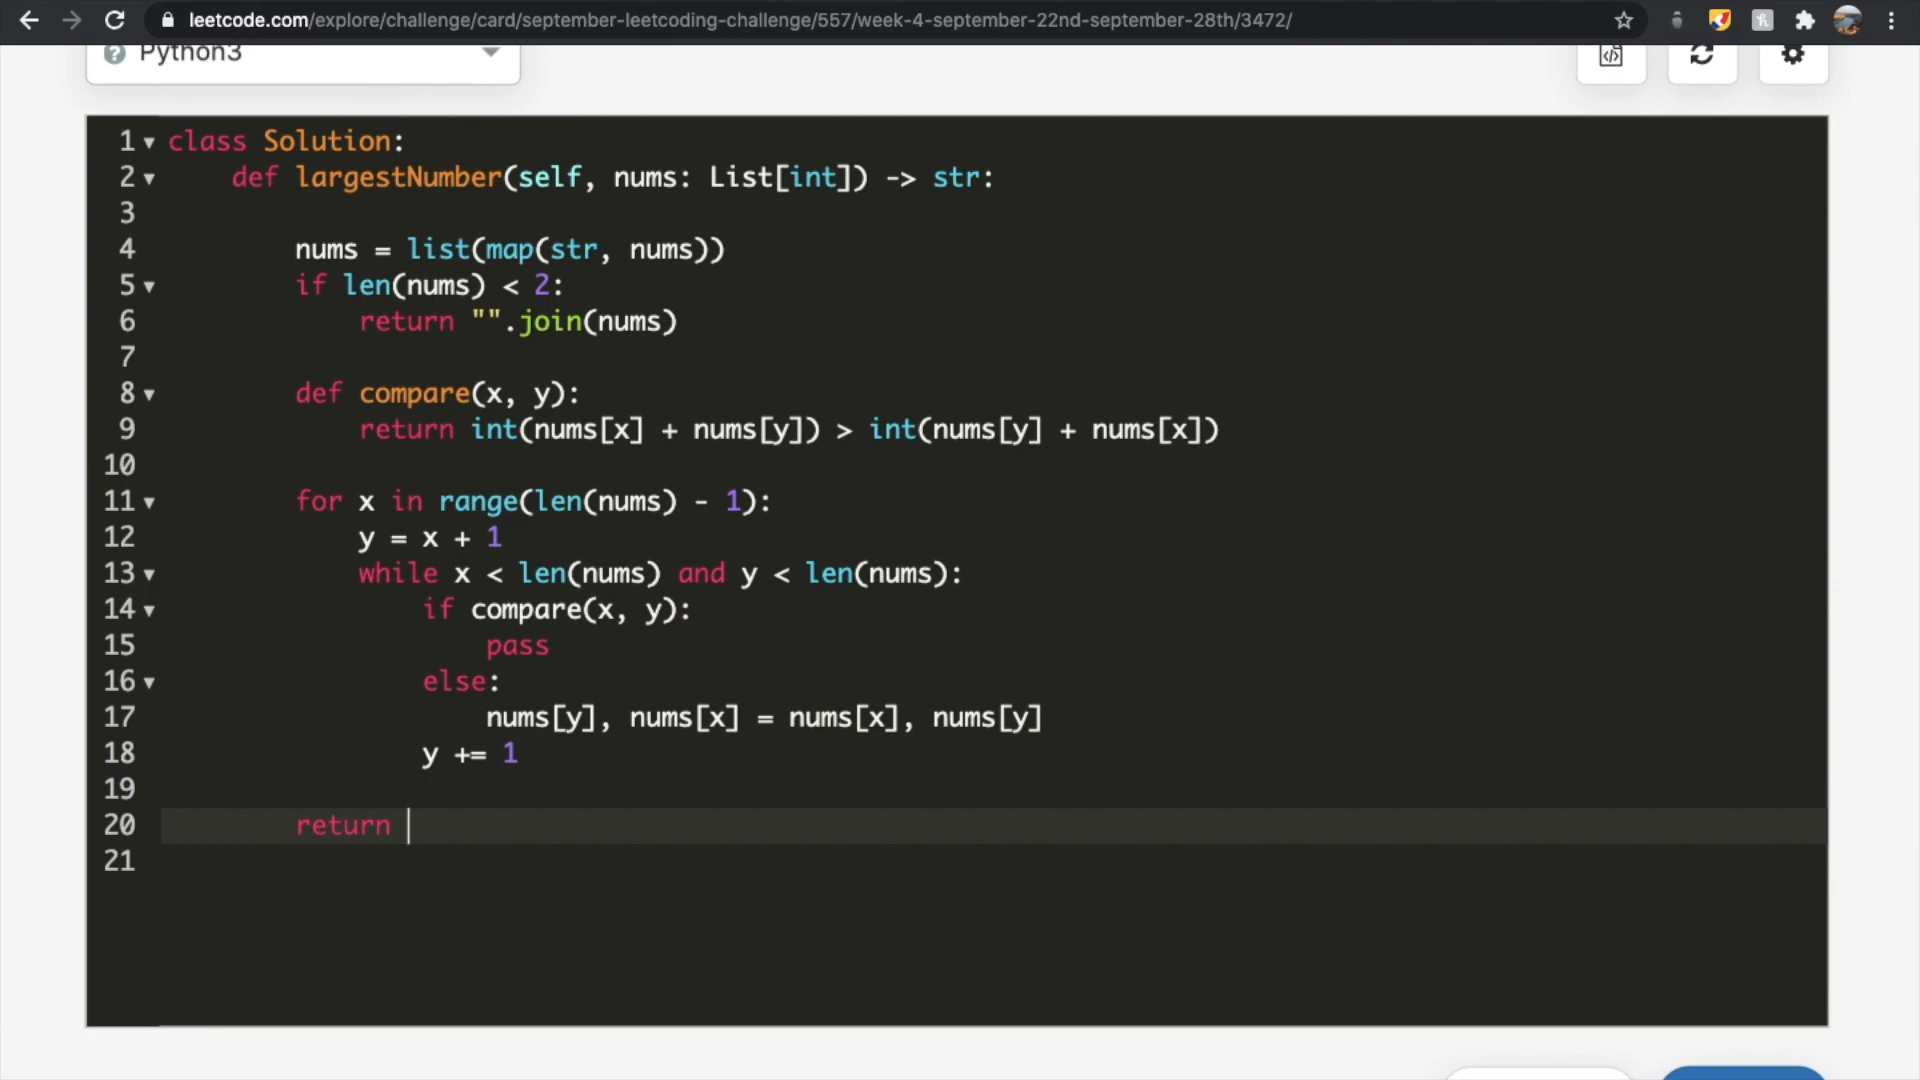 leetcode.com/explore/challenge/card/september-leetcoding-challenge/557/week-4-september-22nd-september-28th/3472/
Python3
1 class Solution:
2     def largestNumber(self, nums: List[int]) -> str:
3
4         nums = list(map(str, nums))
5         if len(nums) < 2:
6             return "".join(nums)
7
8         def compare(x, y):
9             return int(nums[x] + nums[y]) > int(nums[y] + nums[x])
10
11         for x in range(len(nums) - 1):
12             y = x + 1
13             while x < len(nums) and y < len(nums):
14                 if compare(x, y):
15                     pass
16                 else:
17                     nums[y], nums[x] = nums[x], nums[y]
18                 y += 1
19
20         return
21